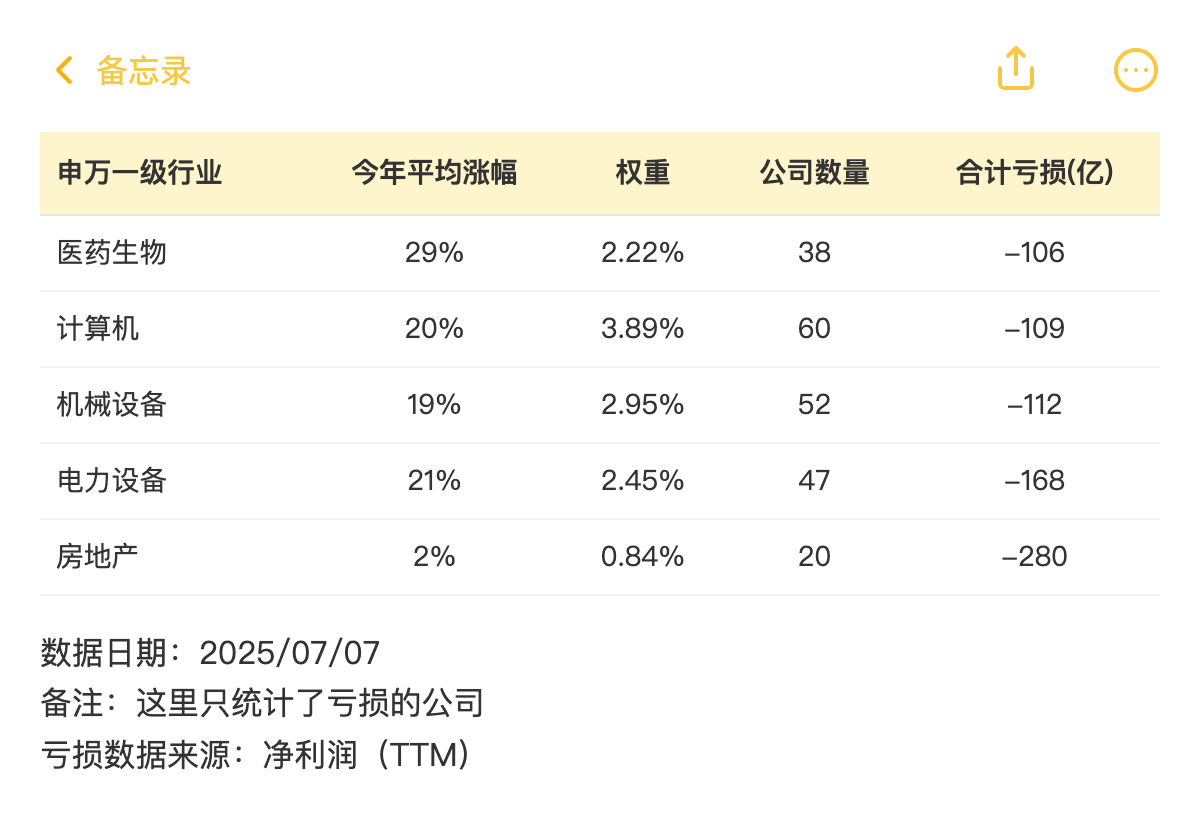 备忘录
申万一级行业 今年平均涨幅 权重 公司数量 合计亏损(亿)
医药生物 29% 2.22% 38 –106
计算机 20% 3.89% 60 –109
机械设备 19% 2.95% 52 –112
电力设备 21% 2.45% 47 –168
房地产 2% 0.84% 20 –280
数据日期：2025/07/07
备注：这里只统计了亏损的公司
亏损数据来源：净利润（TTM）